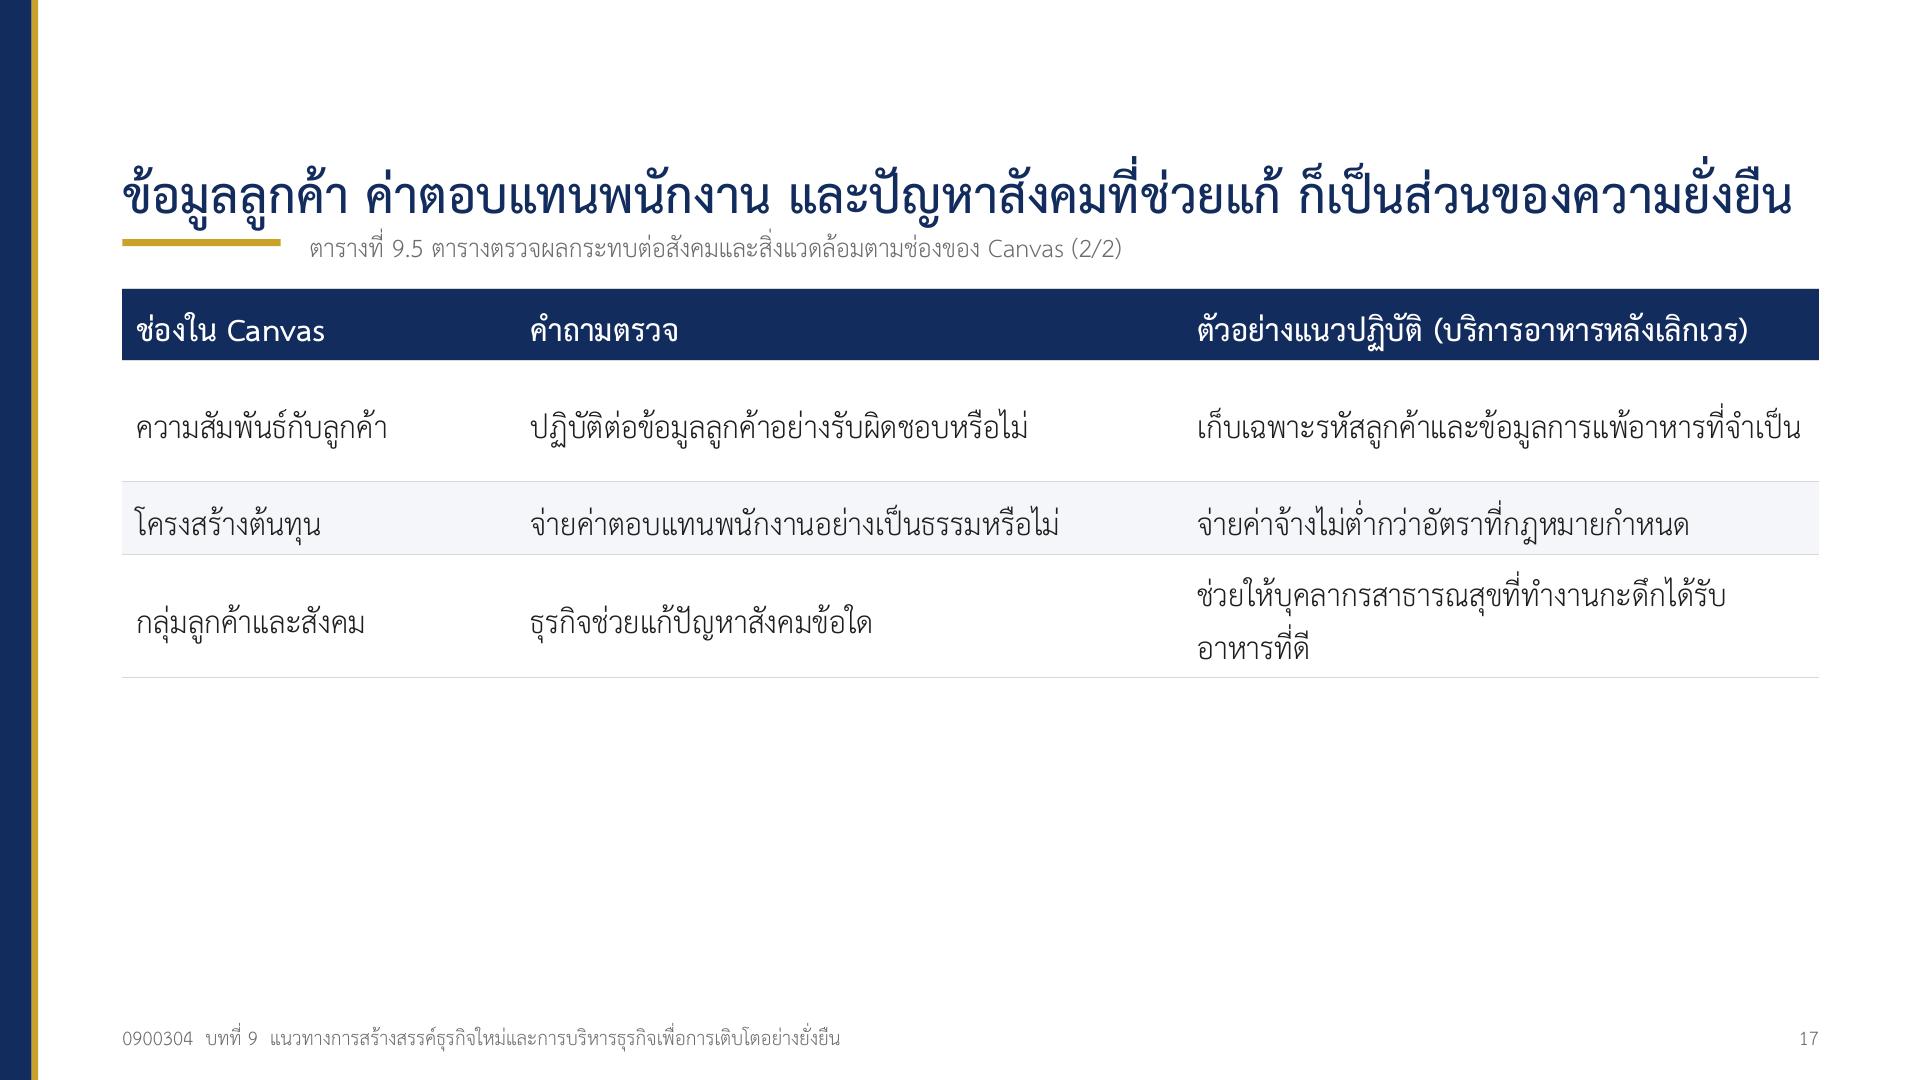 ข้อมูลลูกค้า ค่าตอบแทนพนักงาน และปัญหาสังคมที่ช่วยแก้ ก็เป็นส่วนของความยั่งยืน
ตารางที่ 9.5 ตารางตรวจผลกระทบต่อสังคมและสิ่งแวดล้อมตามช่องของ Canvas (2/2)
ช่องใน Canvas คำถามตรวจ ตัวอย่างแนวปฏิบัติ (บริการอาหารหลังเลิกเวร)
ความสัมพันธ์กับลูกค้า ปฏิบัติต่อข้อมูลลูกค้าอย่างรับผิดชอบหรือไม่ เก็บเฉพาะรหัสลูกค้าและข้อมูลการแพ้อาหารที่จำเป็น
โครงสร้างต้นทุน จ่ายค่าตอบแทนพนักงานอย่างเป็นธรรมหรือไม่ จ่ายค่าจ้างไม่ต่ำกว่าอัตราที่กฎหมายกำหนด
กลุ่มลูกค้าและสังคม ธุรกิจช่วยแก้ปัญหาสังคมข้อใด ช่วยให้บุคลากรสาธารณสุขที่ทำงานกะดึกได้รับ
อาหารที่ดี
0900304 บทที่ 9 แนวทางการสร้างสรรค์ธุรกิจใหม่และการบริหารธุรกิจเพื่อการเติบโตอย่างยั่งยืน 17